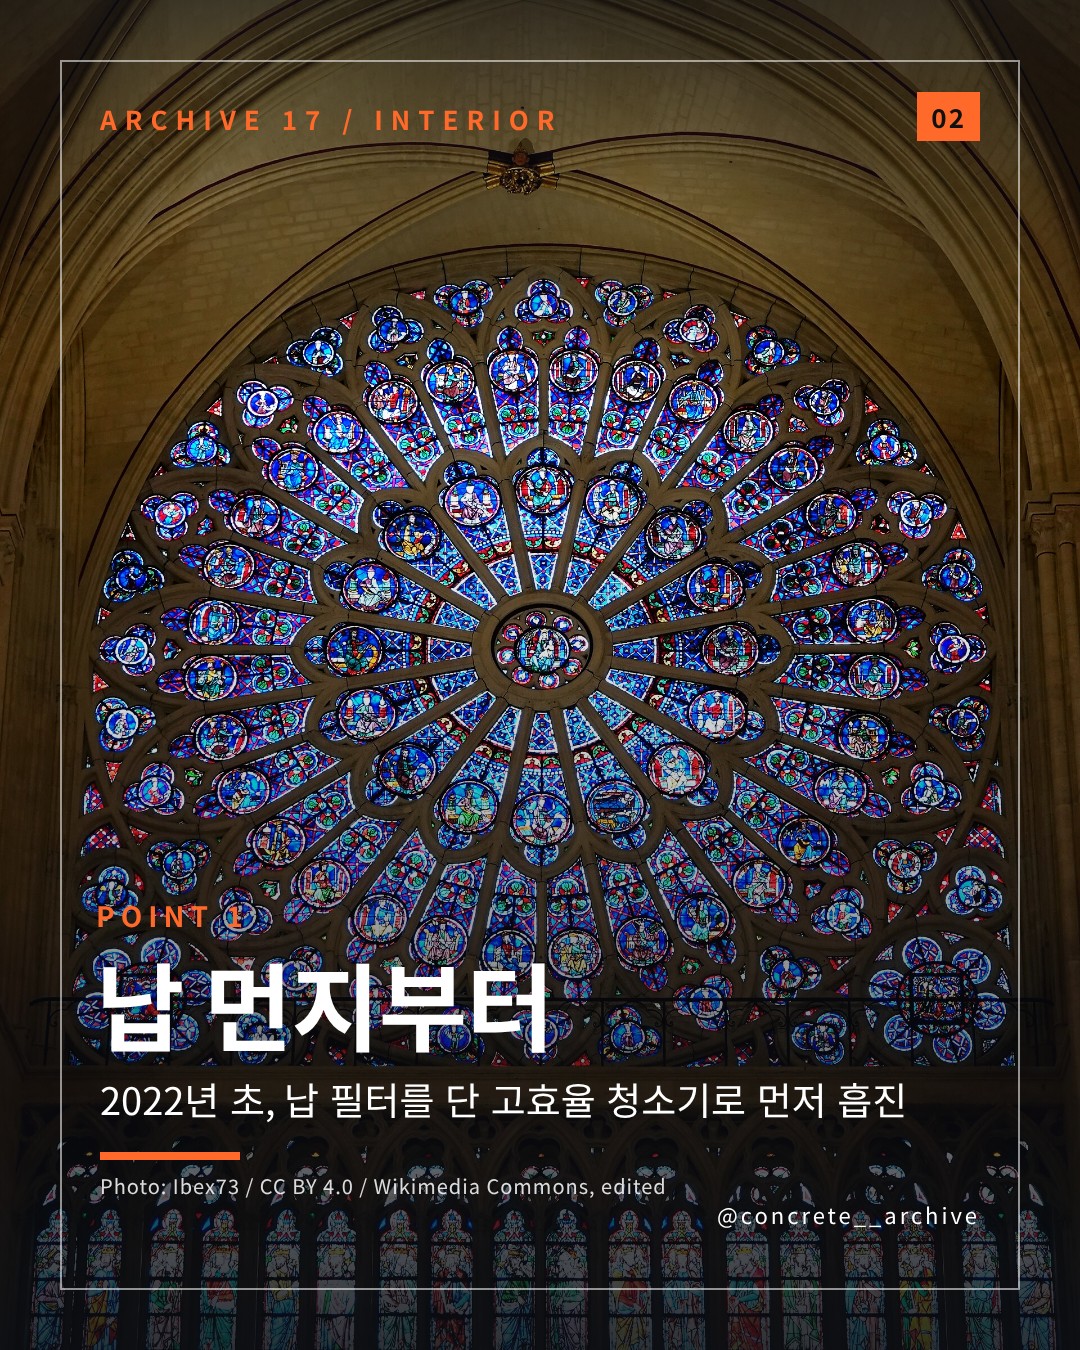 ARCHIVE 17 / INTERIOR
02
POINT 1
납 먼지부터
2022년 초, 납 필터를 단 고효율 청소기로 먼저 흡진
Photo: Ibex73 / CC BY 4.0 / Wikimedia Commons, edited
@concrete__archive